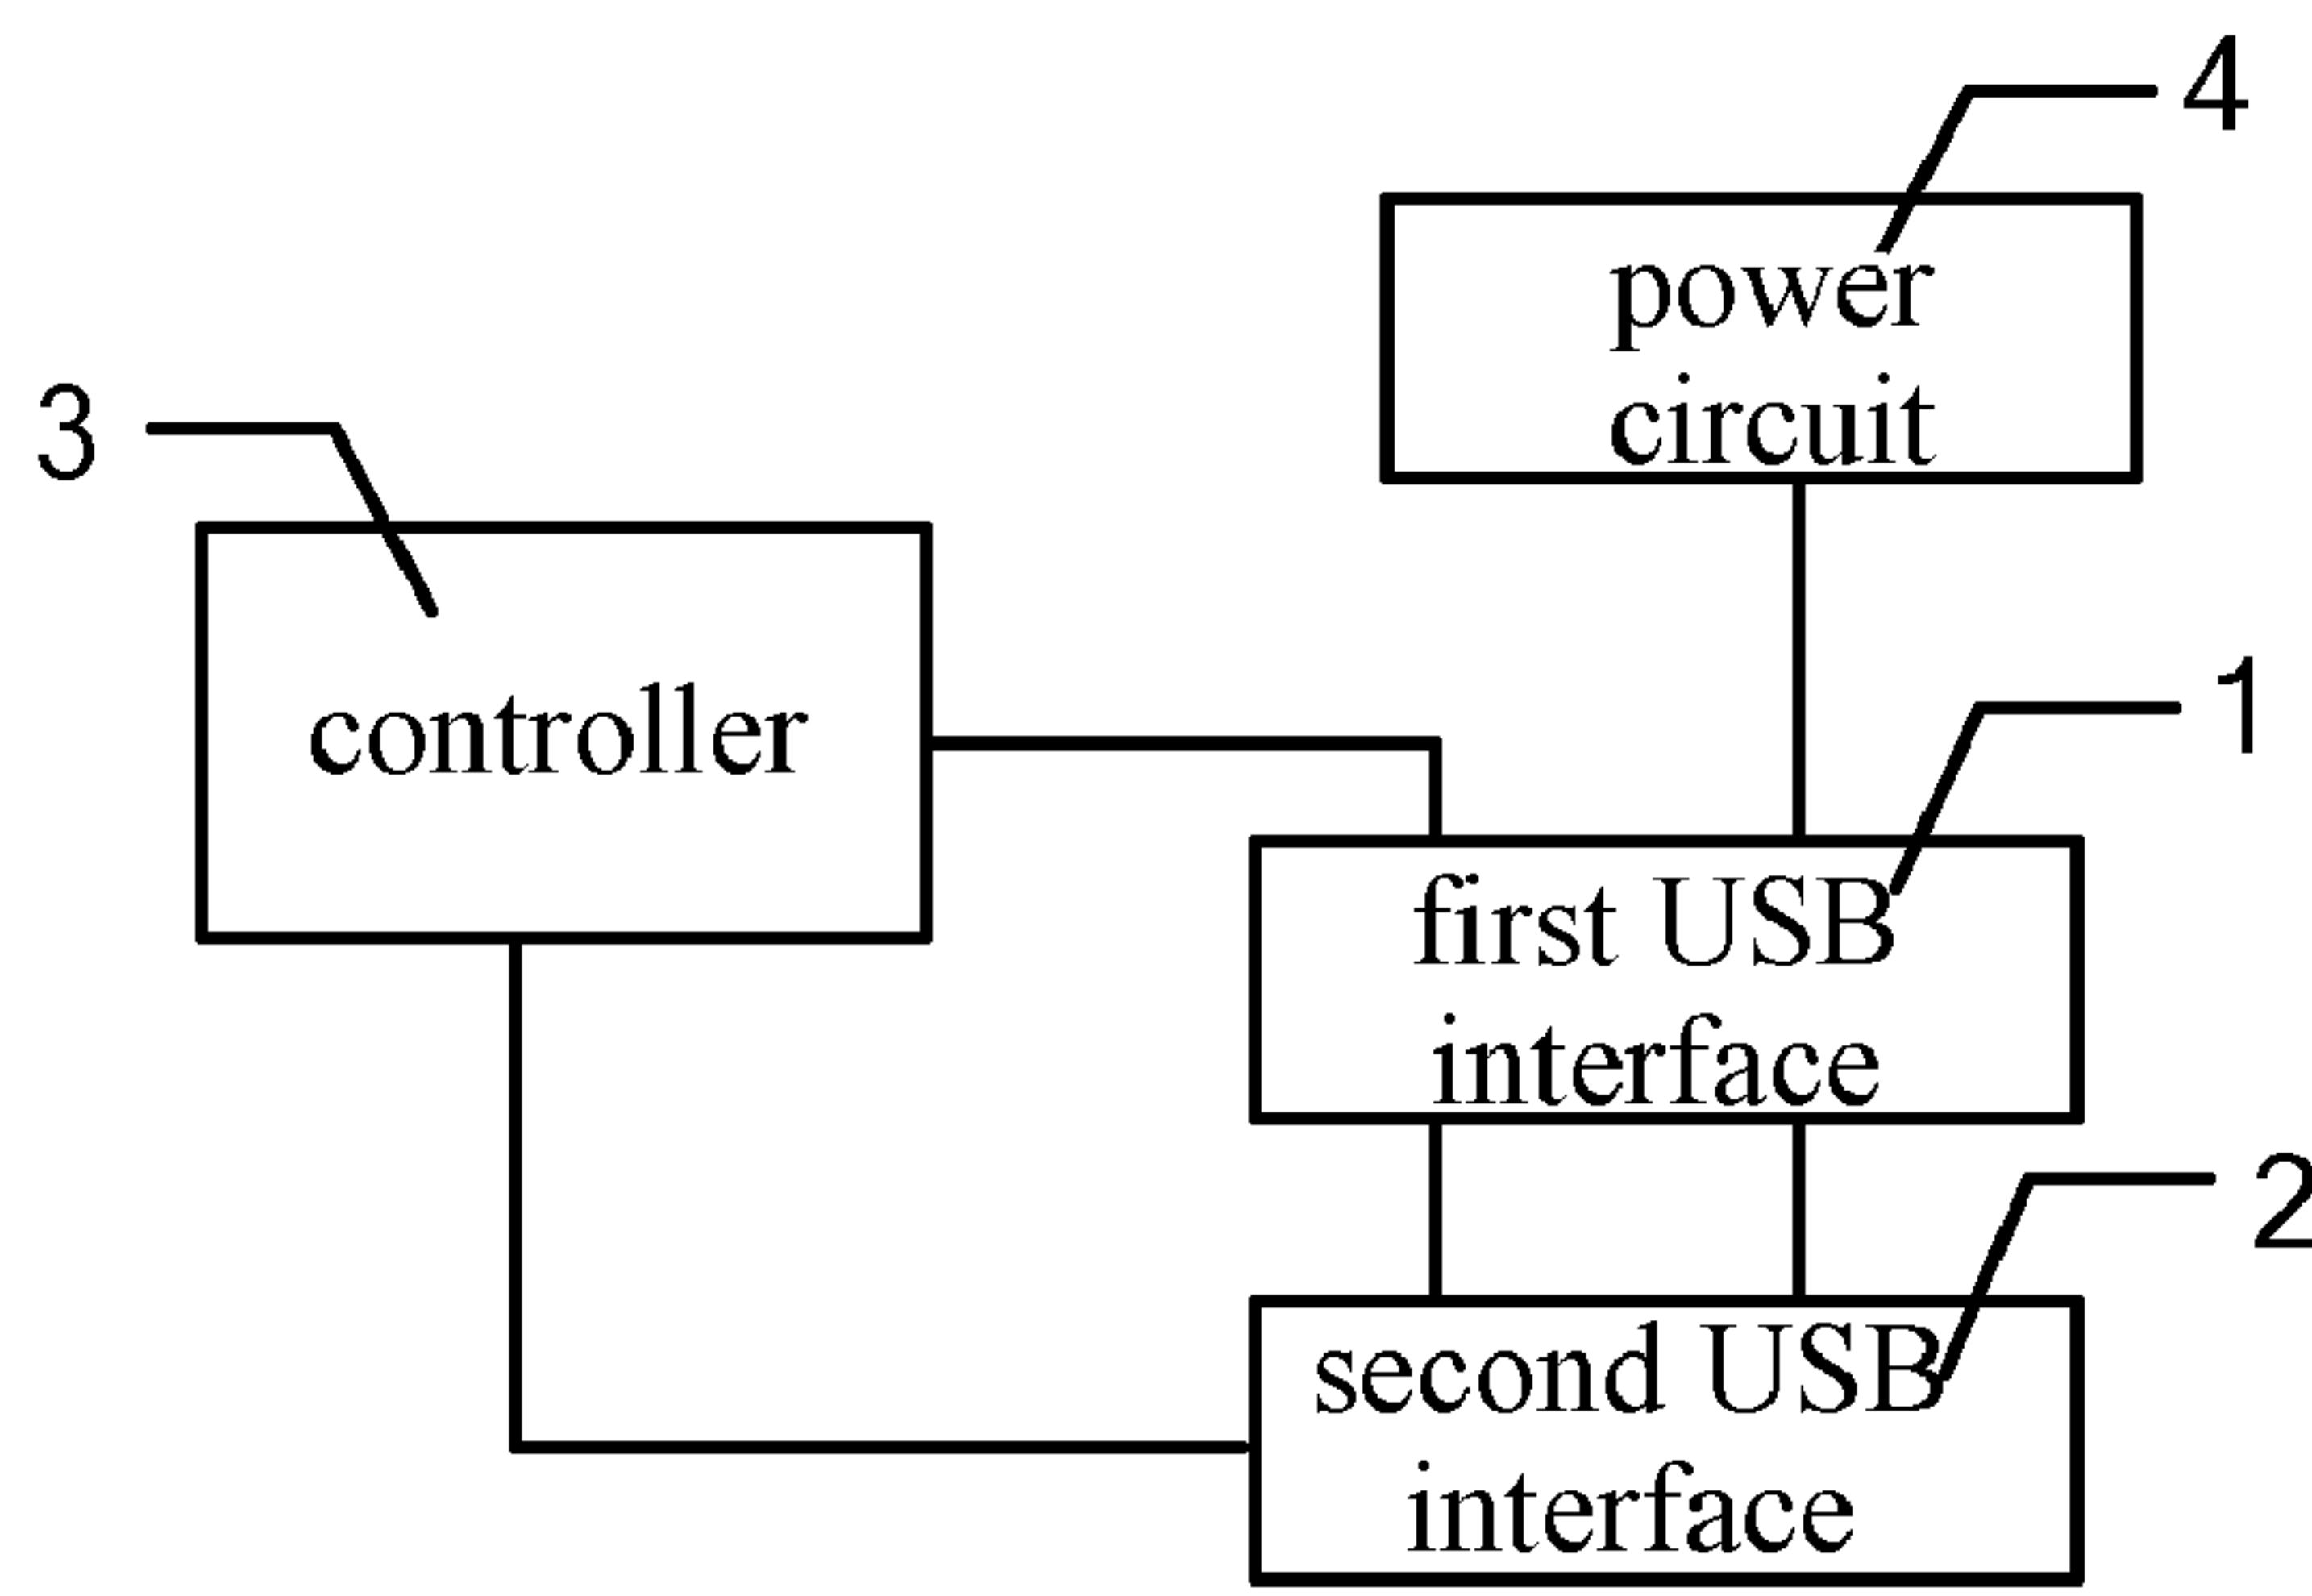 4
power
circuit
3
controller
1
first USB
interface
2
second USB
interface